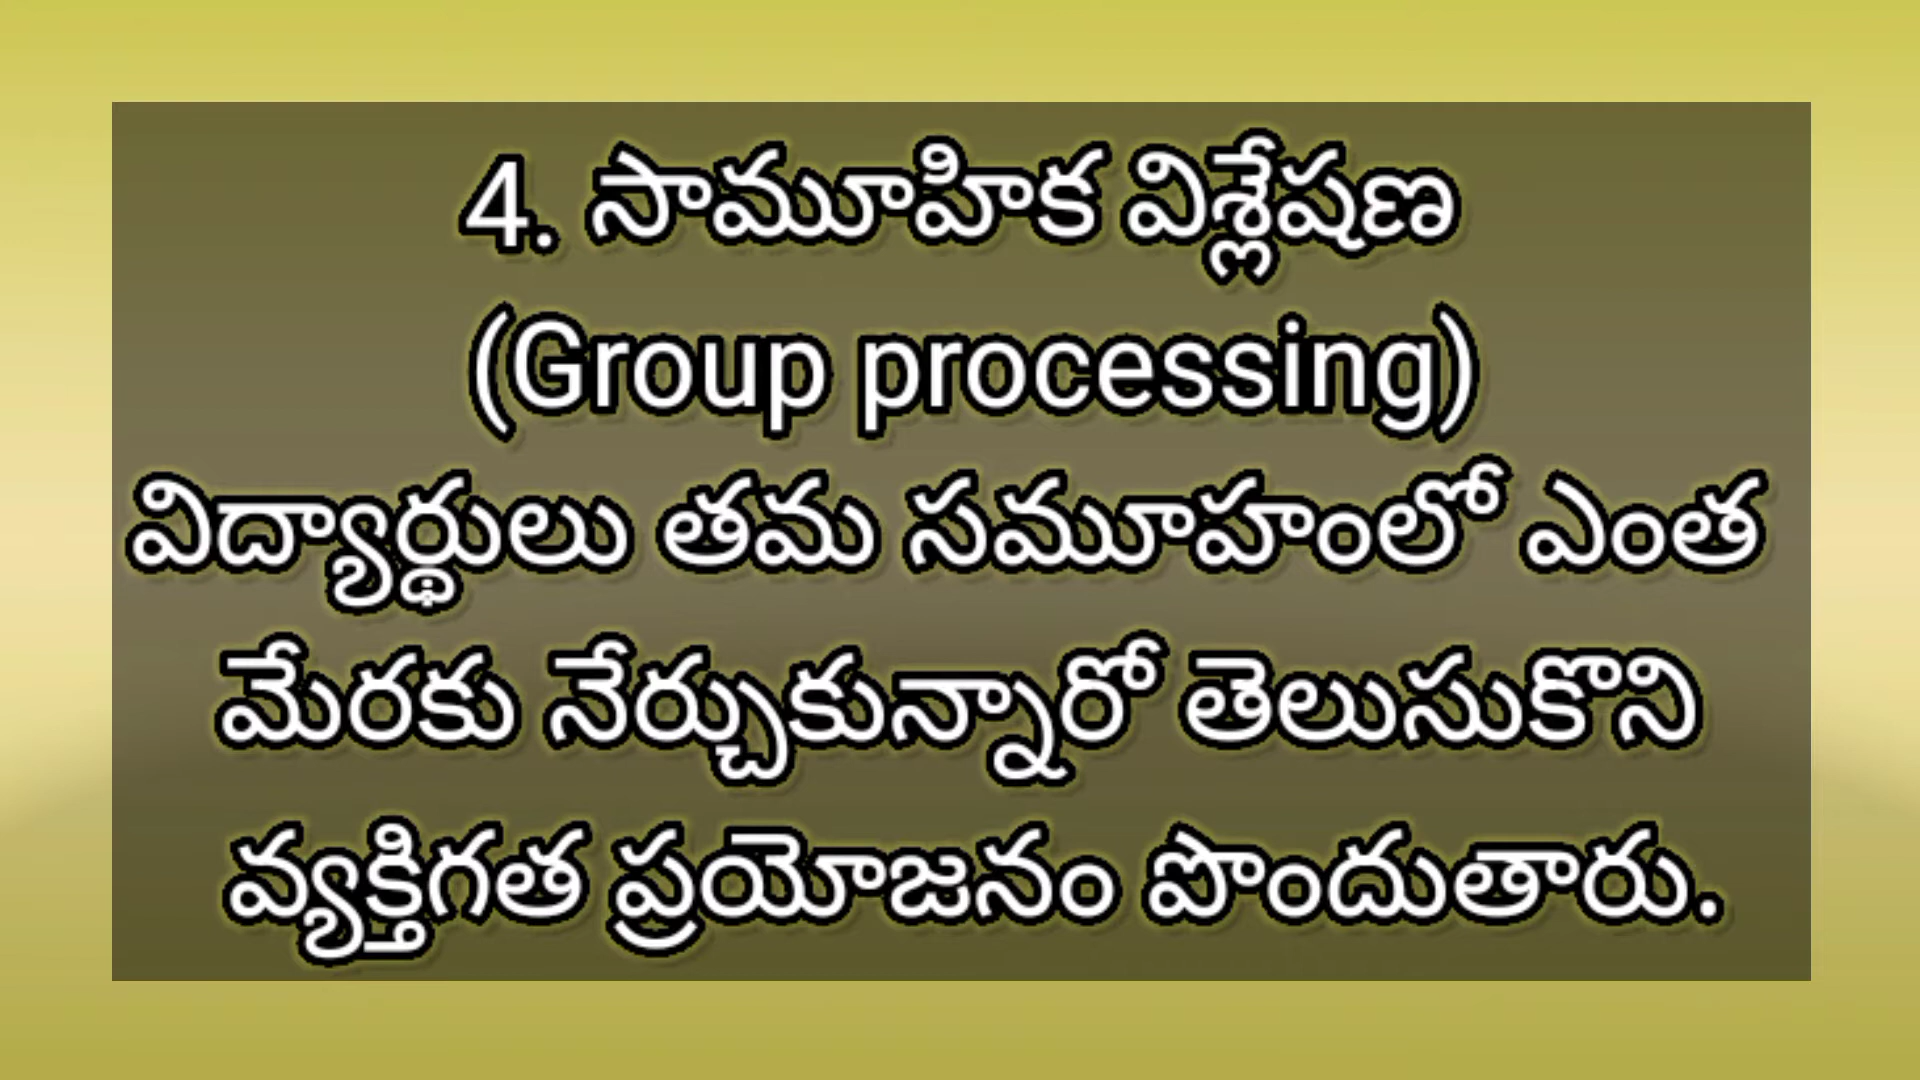 4. సామూహిక విశ్లేషణ
(Group processing)
విద్యార్థులు తమ సమూహంలో ఎంత
మేరకు నేర్చుకున్నారో తెలుసుకొని
వ్యక్తిగత ప్రయోజనం పొందుతారు.